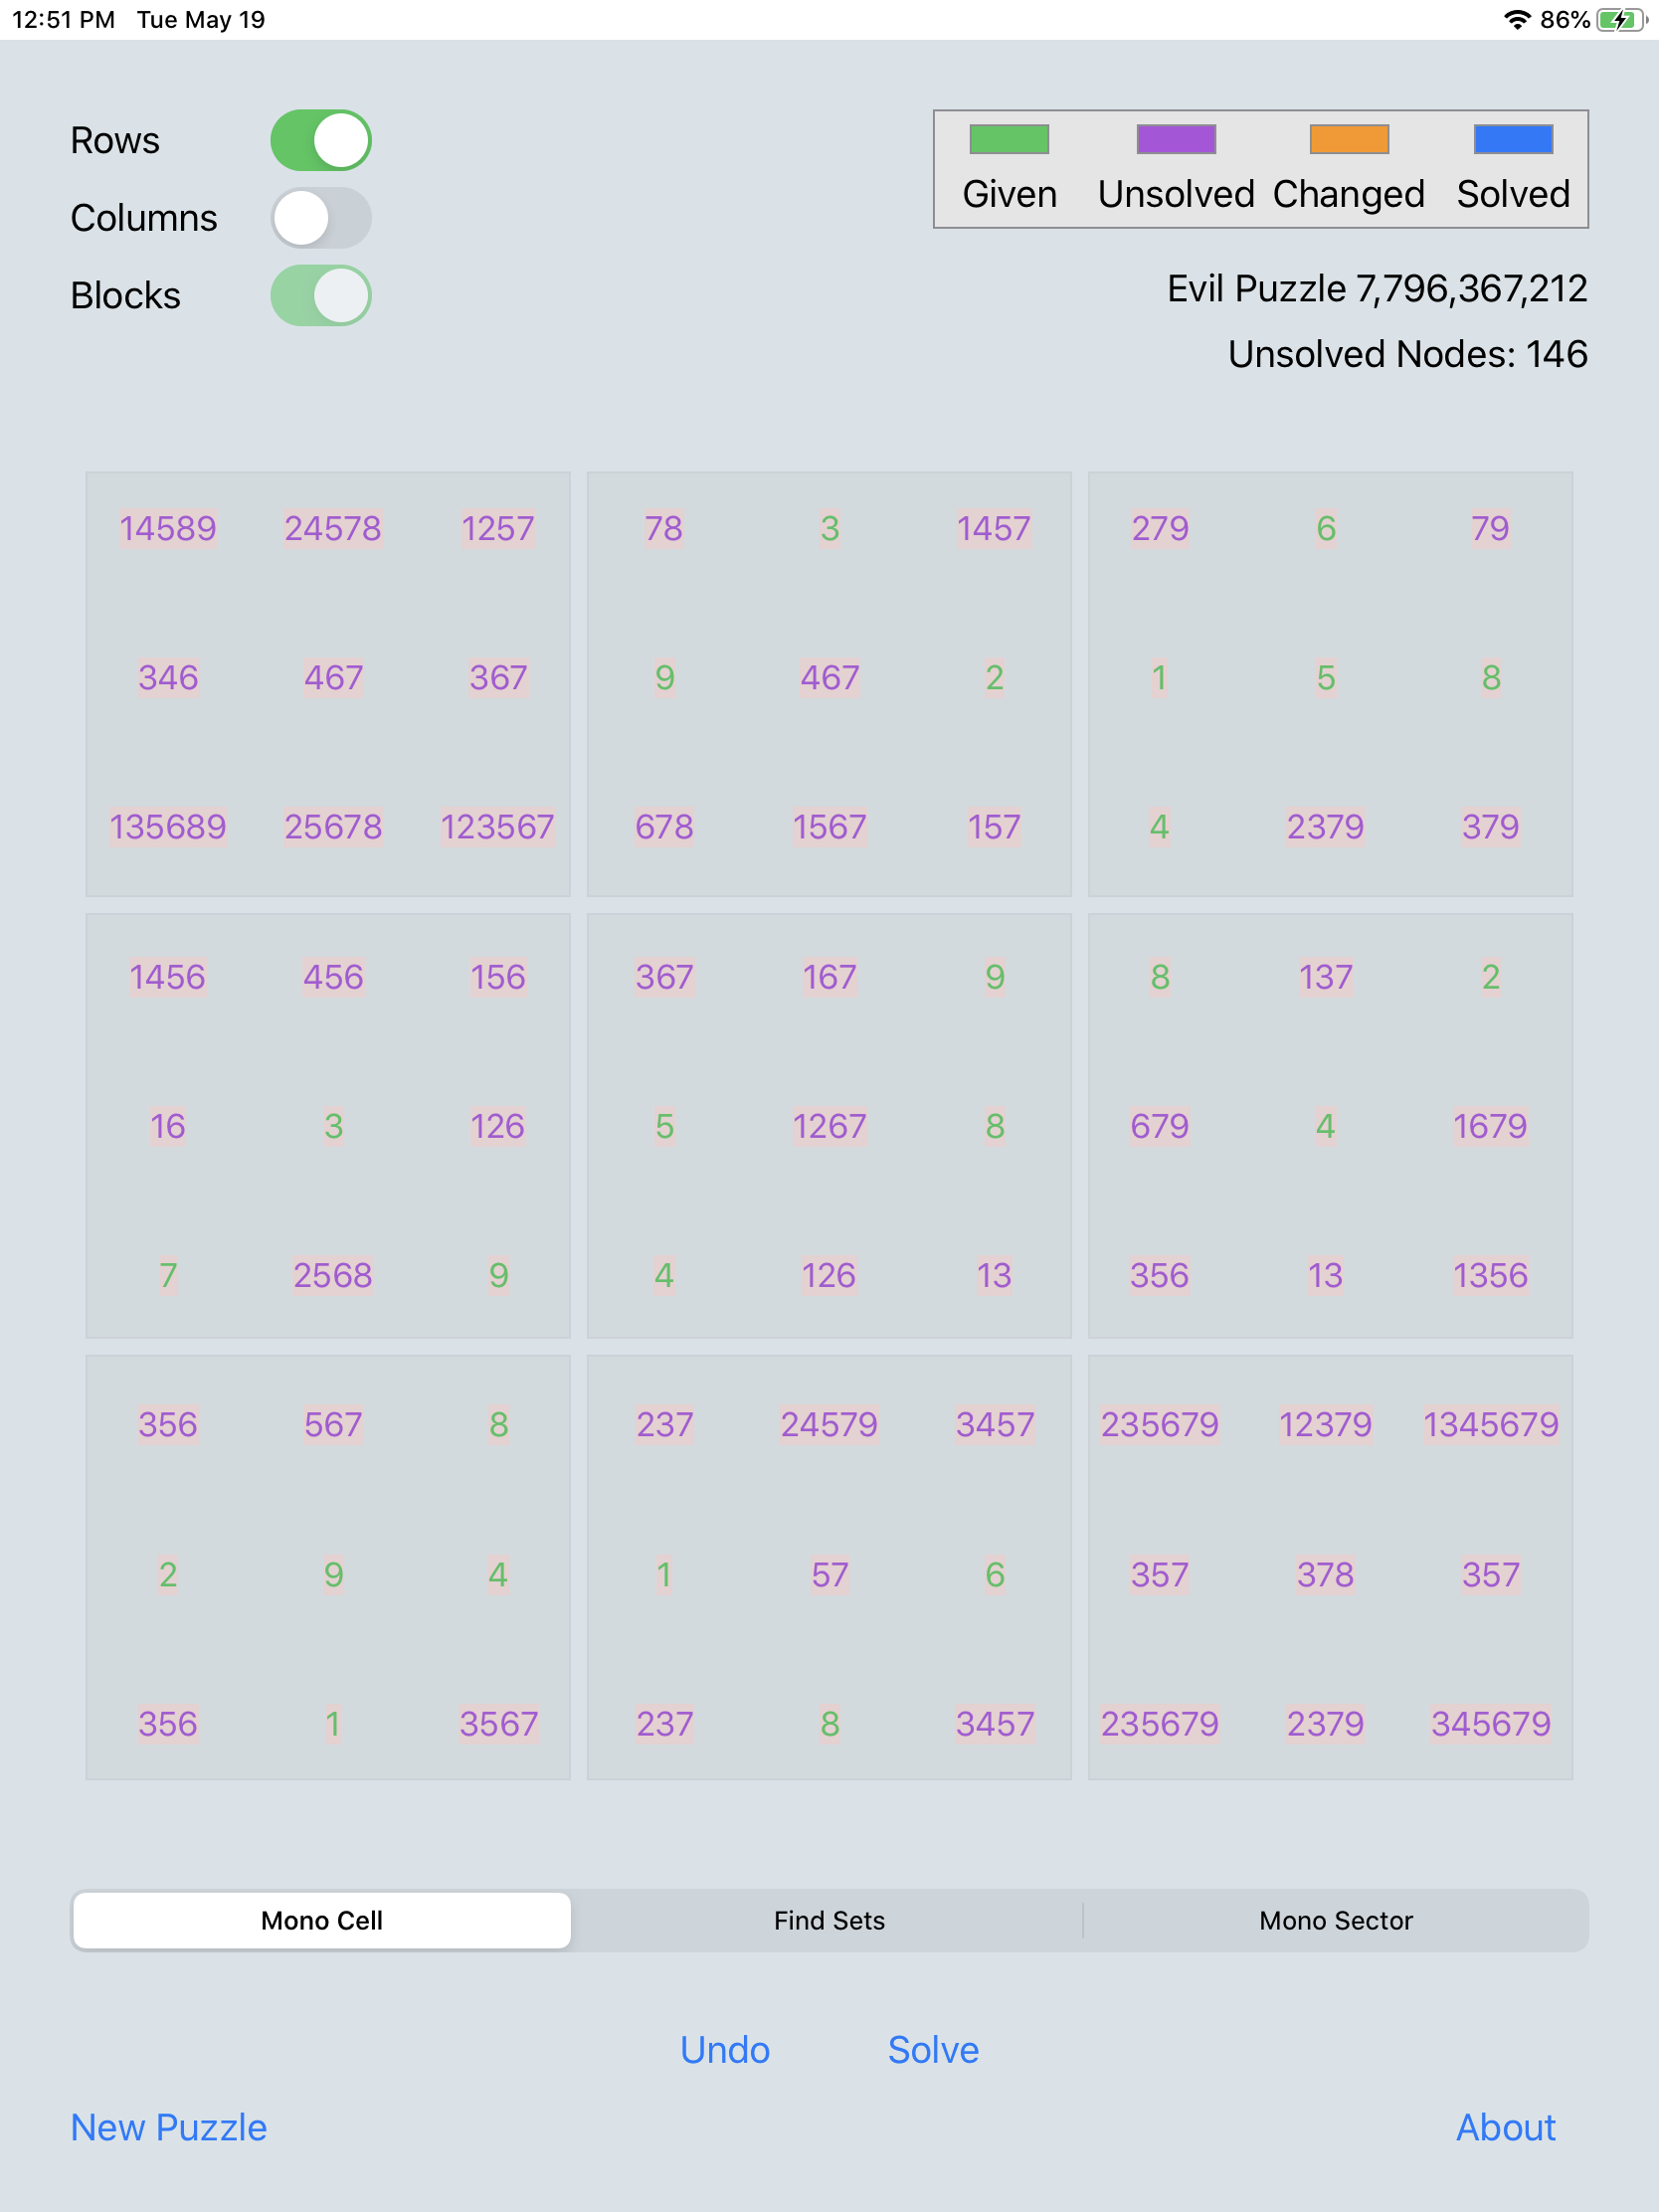 12:51 PM Tue May 19 86%
Rows
Columns
Blocks
Given Unsolved Changed Solved
Evil Puzzle 7,796,367,212
Unsolved Nodes: 146
14589 24578 1257 78 3 1457 279 6 79
346 467 367 9 467 2 1 5 8
135689 25678 123567 678 1567 157 4 2379 379
1456 456 156 367 167 9 8 137 2
16 3 126 5 1267 8 679 4 1679
7 2568 9 4 126 13 356 13 1356
356 567 8 237 24579 3457 235679 12379 1345679
2 9 4 1 57 6 357 378 357
356 1 3567 237 8 3457 235679 2379 345679
Mono Cell Find Sets Mono Sector
Undo Solve
New Puzzle About